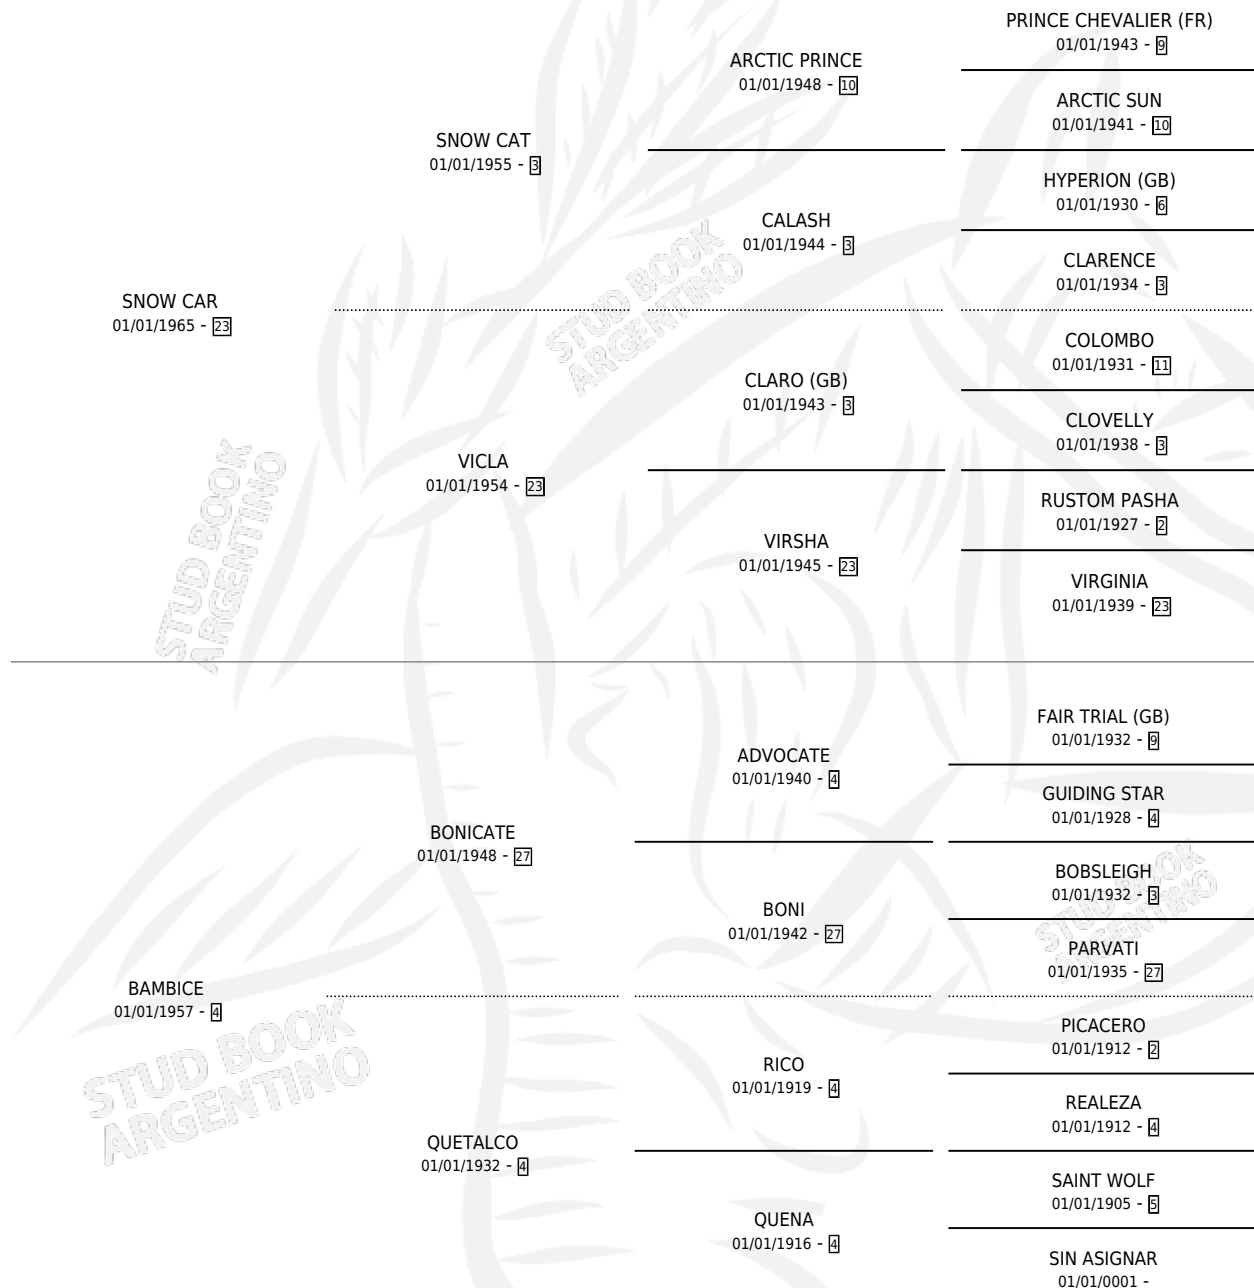 PRINCE CHEVALIER (FR)
01/01/1943 - 9
ARCTIC PRINCE
01/01/1948 - 10
ARCTIC SUN
01/01/1941 - 10
SNOW CAT
01/01/1955 - 3
HYPERION (GB)
01/01/1930 - 6
CALASH
01/01/1944 - 3
CLARENCE
01/01/1934 - 3
SNOW CAR
01/01/1965 - 23
COLOMBO
01/01/1931 - 11
CLARO (GB)
01/01/1943 - 3
CLOVELLY
01/01/1938 - 3
VICLA
01/01/1954 - 23
RUSTOM PASHA
01/01/1927 - 2
VIRSHA
01/01/1945 - 23
VIRGINIA
01/01/1939 - 23
FAIR TRIAL (GB)
01/01/1932 - 9
ADVOCATE
01/01/1940 - 4
GUIDING STAR
01/01/1928 - 4
BONICATE
01/01/1948 - 27
BOBSLEIGH
01/01/1932 - 3
BONI
01/01/1942 - 27
PARVATI
01/01/1935 - 27
BAMBICE
01/01/1957 - 4
PICACERO
01/01/1912 - 2
RICO
01/01/1919 - 4
REALEZA
01/01/1912 - 4
QUETALCO
01/01/1932 - 4
SAINT WOLF
01/01/1905 - 5
QUENA
01/01/1916 - 4
SIN ASIGNAR
01/01/0001 -
STUD BOOK
ARGENTINO
STUD BOOK
ARGENTINO
STUD BOOK
ARGENTINO
STUD BOOK
ARGENTINO